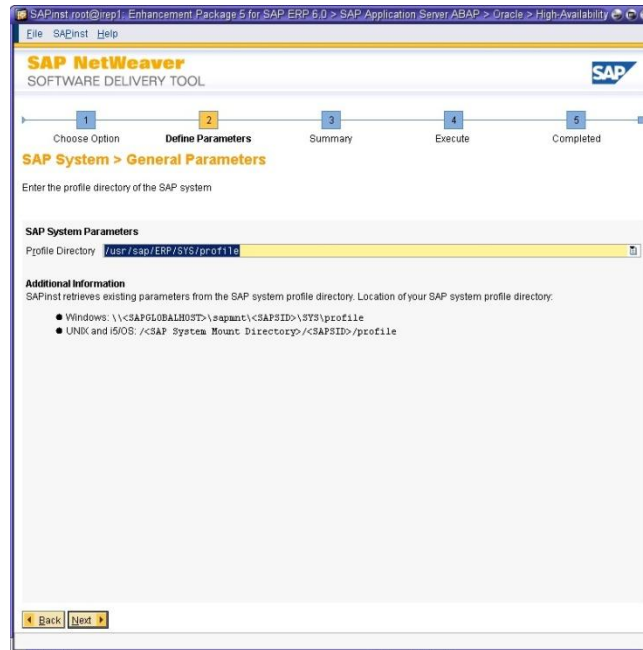 SAPinst root@irep1: Enhancement Package 5 for SAP ERP 6.0 > SAP Application Server ABAP > Oracle > High-Availability
File SAPinst Help
SAP NetWeaver
SOFTWARE DELIVERY TOOL
SAP
1 2 3 4 5
Choose Option Define Parameters Summary Execute Completed
SAP System > General Parameters
Enter the profile directory of the SAP system
SAP System Parameters
Profile Directory /usr/sap/ERP/SYS/profile
Additional Information
SAPinst retrieves existing parameters from the SAP system profile directory. Location of your SAP system profile directory:
● Windows: \\<SAPGLOBALHOST>\sapmnt\<SAPSID>\SYS\profile
● UNIX and i5/OS: /<SAP System Mount Directory>/<SAPSID>/profile
Back Next